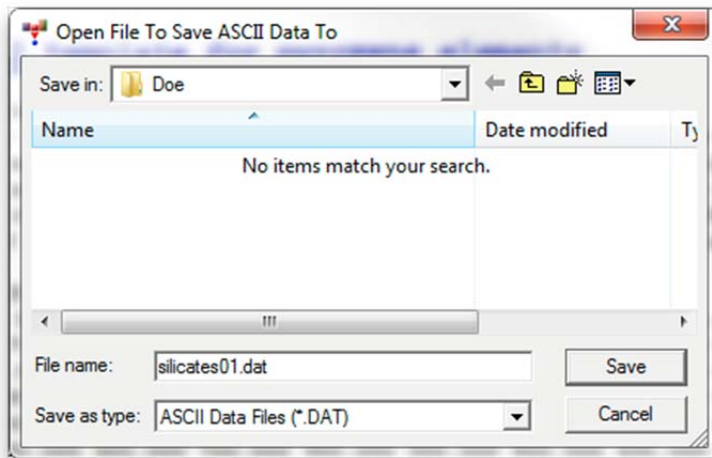 Open File To Save ASCII Data To
Save in: Doe
Name Date modified Ty
No items match your search.
File name: silicates01.dat Save
Save as type: ASCII Data Files (*.DAT) Cancel